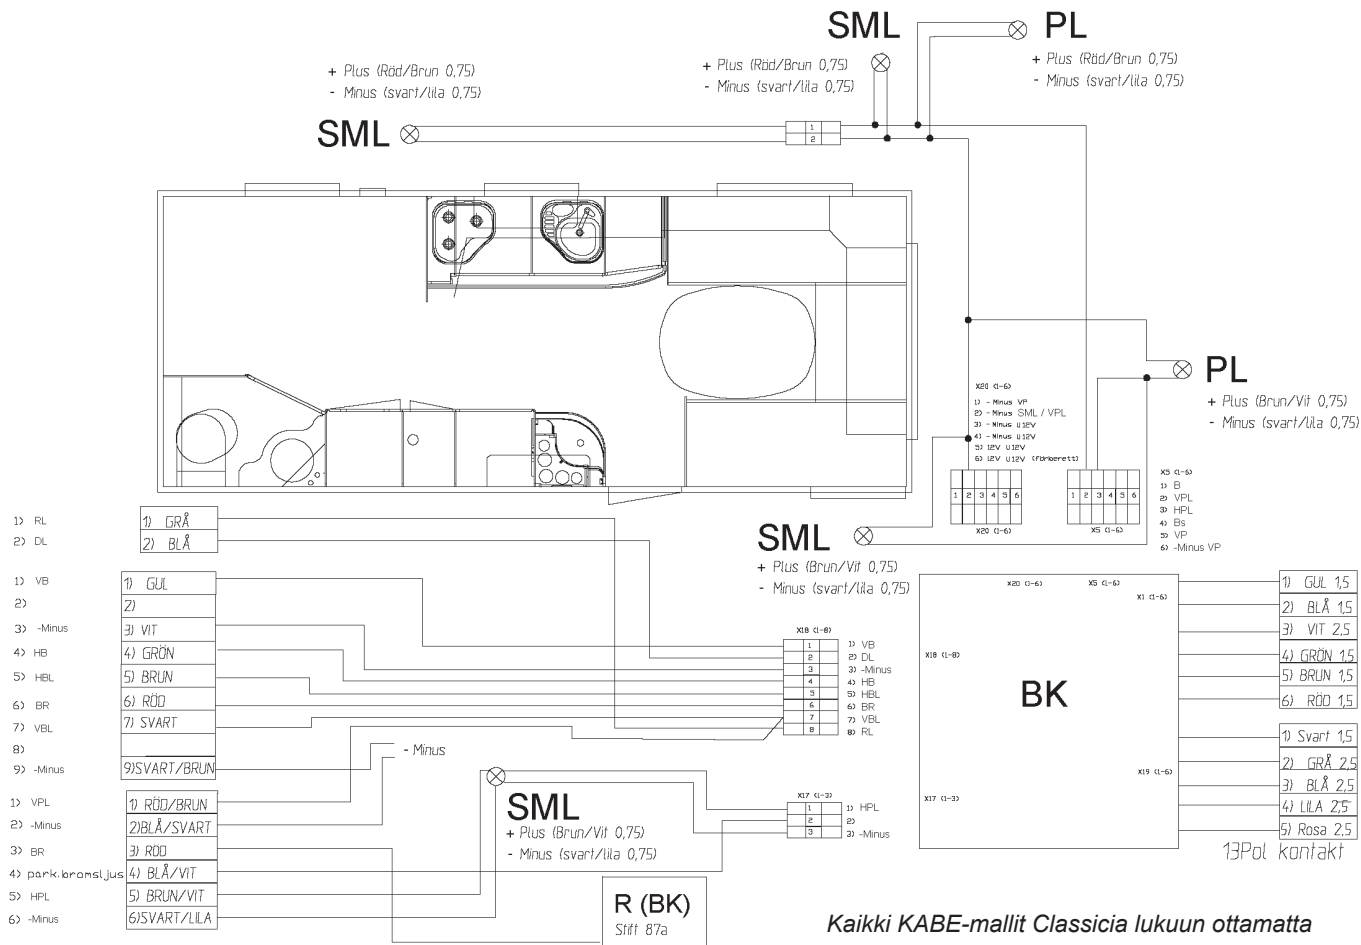 SML
PL
+ Plus (Röd/Brun 0,75)
- Minus (svart/lila 0,75)
+ Plus (Röd/Brun 0,75)
- Minus (svart/lila 0,75)
+ Plus (Röd/Brun 0,75)
- Minus (svart/lila 0,75)
SML
1
2
PL
+ Plus (Brun/Vit 0,75)
- Minus (svart/lila 0,75)
X20 (1-6)
1) - Minus VP
2) - Minus SML / VPL
3) - Minus U12V
4) - Minus U12V
5) 12V U12V
6) 12V U12V (förberett)
1 2 3 4 5 6
X20 (1-6)
1 2 3 4 5 6
X5 (1-6)
X5 (1-6)
1) B
2) VPL
3) HPL
4) Bs
5) VP
6) -Minus VP
SML
+ Plus (Brun/Vit 0,75)
- Minus (svart/lila 0,75)
1) RL
2) DL
1) GRÅ
2) BLÅ
1) VB
2)
3) -Minus
4) HB
5) HBL
6) BR
7) VBL
8)
9) -Minus
1) GUL
2)
3) VIT
4) GRÖN
5) BRUN
6) RÖD
7) SVART
9)SVART/BRUN
- Minus
1) VPL
2) -Minus
3) BR
4) park.bromsljus
5) HPL
6) -Minus
1) RÖD/BRUN
2)BLÅ/SVART
3) RÖD
4) BLÅ/VIT
5) BRUN/VIT
6)SVART/LILA
SML
+ Plus (Brun/Vit 0,75)
- Minus (svart/lila 0,75)
R (BK)
Stift 87a
X18 (1-8)
1
2
3
4
5
6
7
8
1) VB
2) DL
3) -Minus
4) HB
5) HBL
6) BR
7) VBL
8) RL
X17 (1-3)
1
2
3
1) HPL
2)
3) -Minus
X20 (1-6)
X5 (1-6)
X1 (1-6)
X18 (1-8)
BK
X19 (1-6)
X17 (1-3)
1) GUL 1,5
2) BLÅ 1,5
3) VIT 2,5
4) GRÖN 1,5
5) BRUN 1,5
6) RÖD 1,5
1) Svart 1,5
2) GRÅ 2,5
3) BLÅ 2,5
4) LILA 2,5
5) Rosa 2,5
13Pol kontakt
Kaikki KABE-mallit Classicia lukuun ottamatta